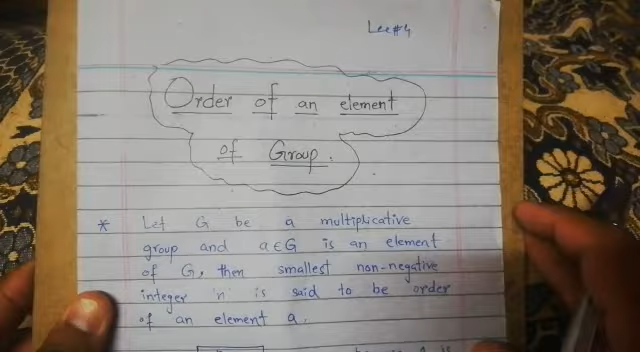 Lec#4
Order of an element
of Group.
* Let G be a multiplicative
group and a∈G is an element
of G, then smallest non-negative
integer 'n' is said to be order
of an element a.